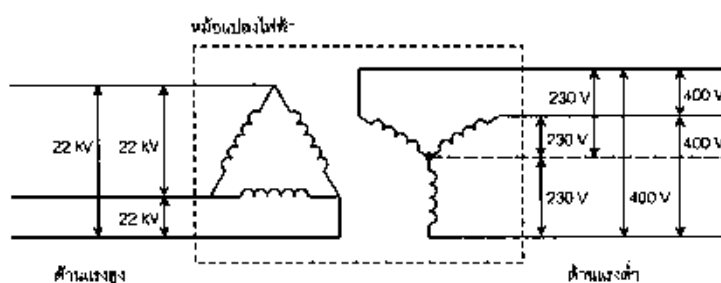 หม้อแปลงไฟฟ้า
22 kV
22 kV
22 kV
230 V
400 V
230 V
400 V
230 V
400 V
ด้านแรงสูง
ด้านแรงต่ำ